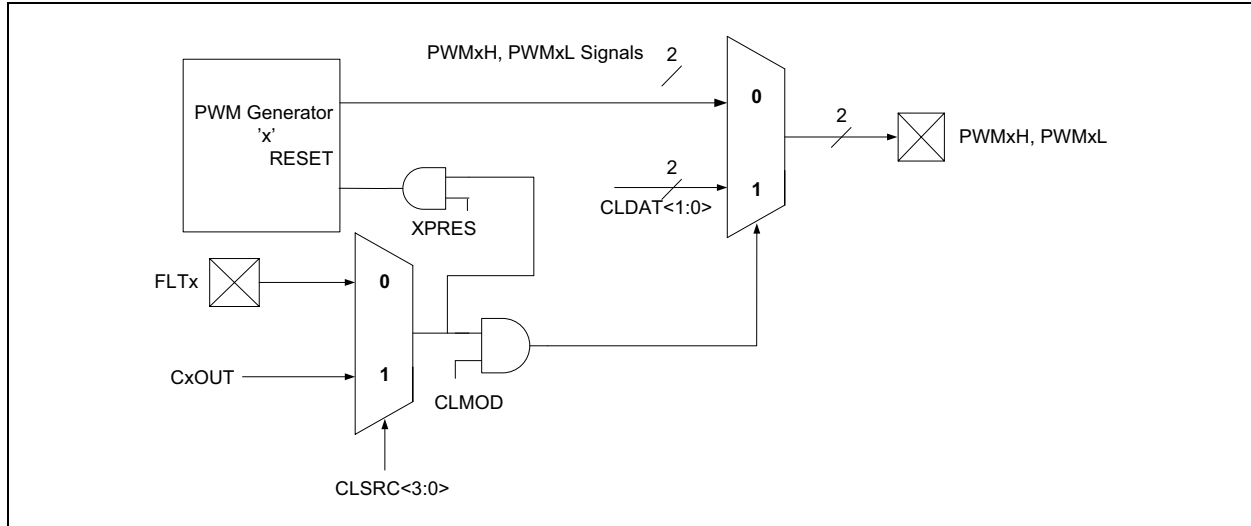 PWMxH, PWMxL Signals
2
0
PWM Generator
'x'
RESET
2
PWMxH, PWMxL
2
1
CLDAT<1:0>
XPRES
FLTx
0
CxOUT
1
CLMOD
CLSRC<3:0>